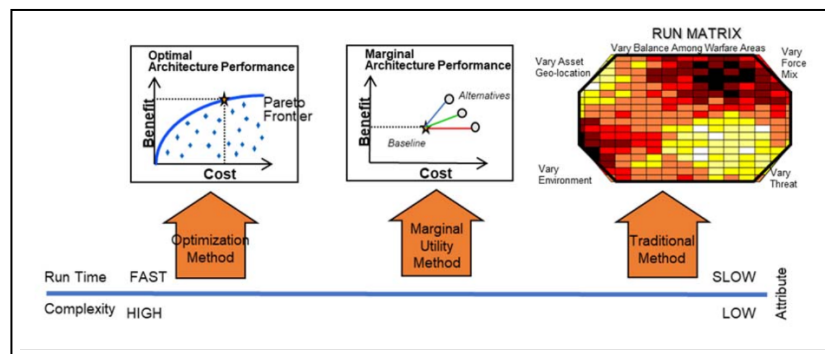 Optimal
Architecture Performance
Benefit
Pareto
Frontier
Cost
Marginal
Architecture Performance
Benefit
Alternatives
Baseline
Cost
RUN MATRIX
Vary Balance Among Warfare Areas
Vary Asset
Geo-location
Vary
Force
Mix
Vary
Environment
Vary
Threat
Optimization
Method
Marginal
Utility
Method
Traditional
Method
Run Time FAST SLOW
Complexity HIGH LOW
Attribute